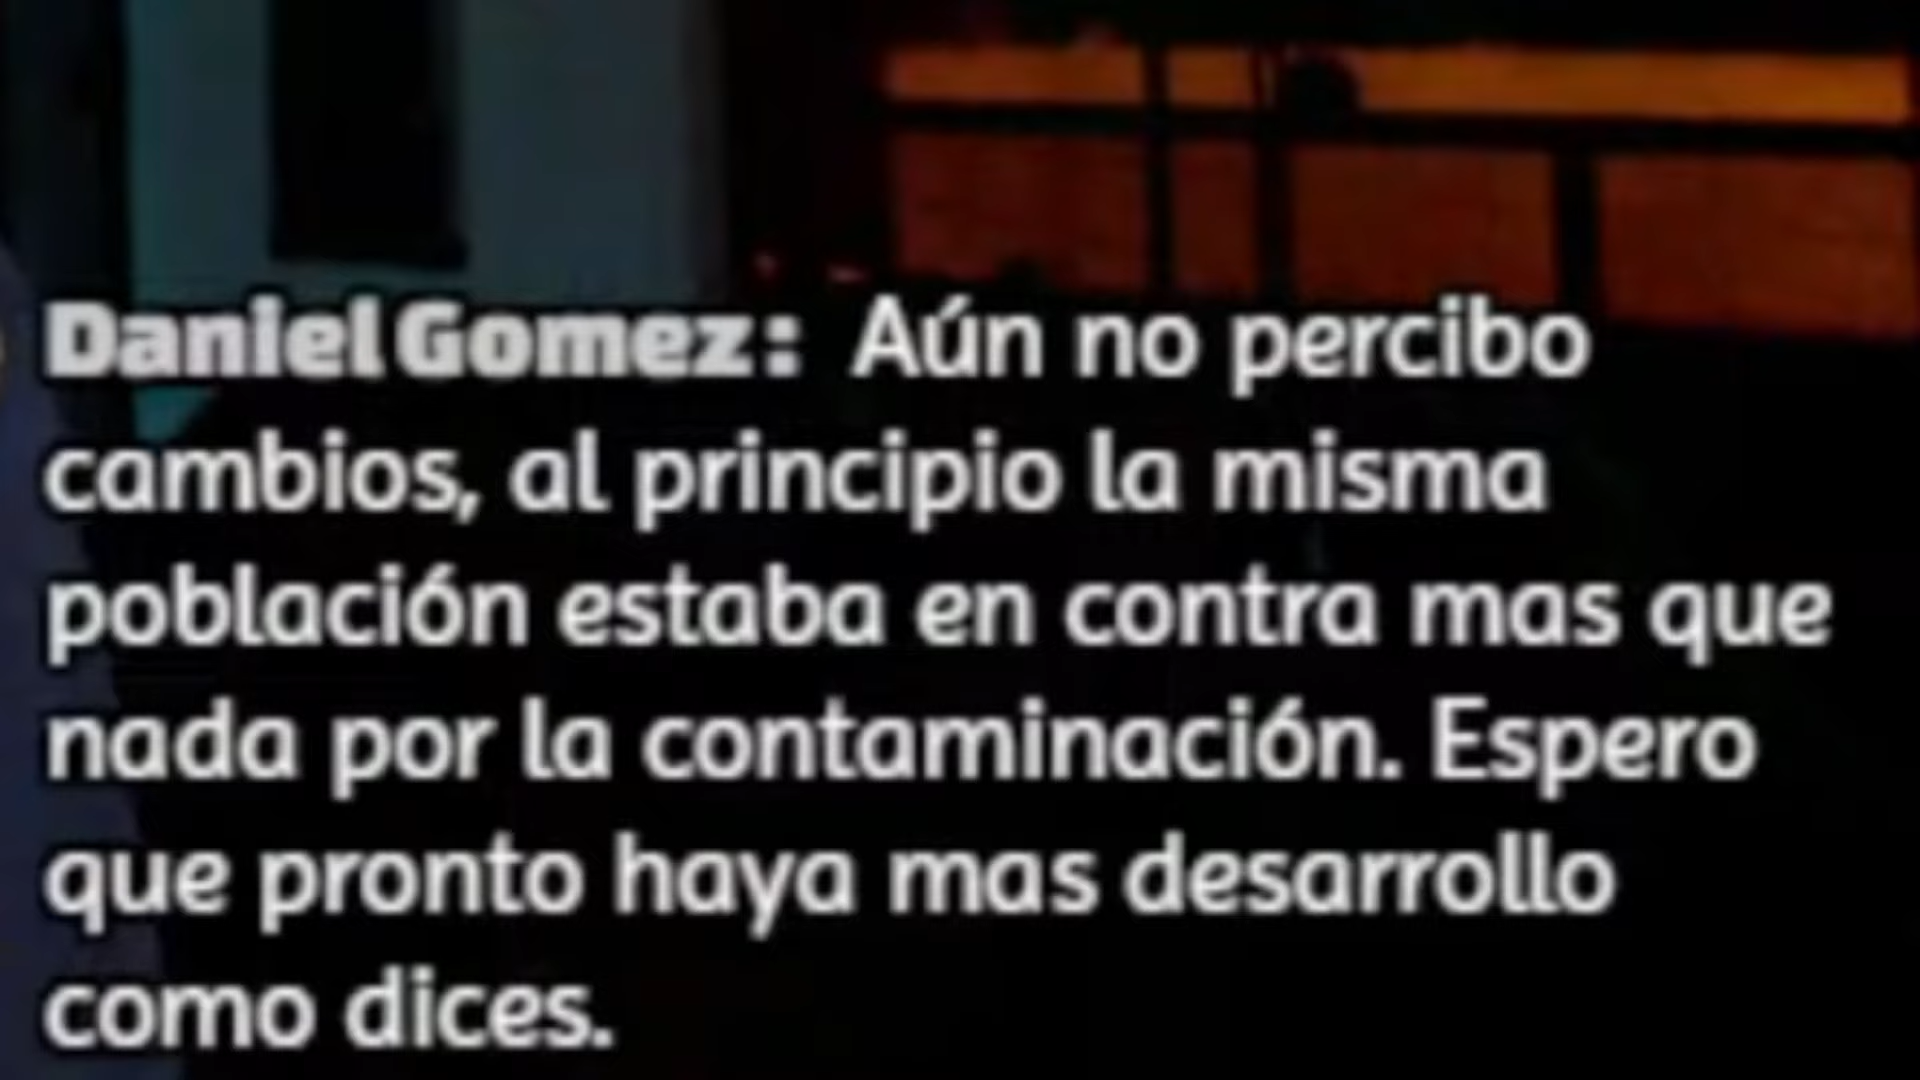 Daniel Gomez: Aún no percibo
cambios, al principio la misma
población estaba en contra mas que
nada por la contaminación. Espero
que pronto haya mas desarrollo
como dices.